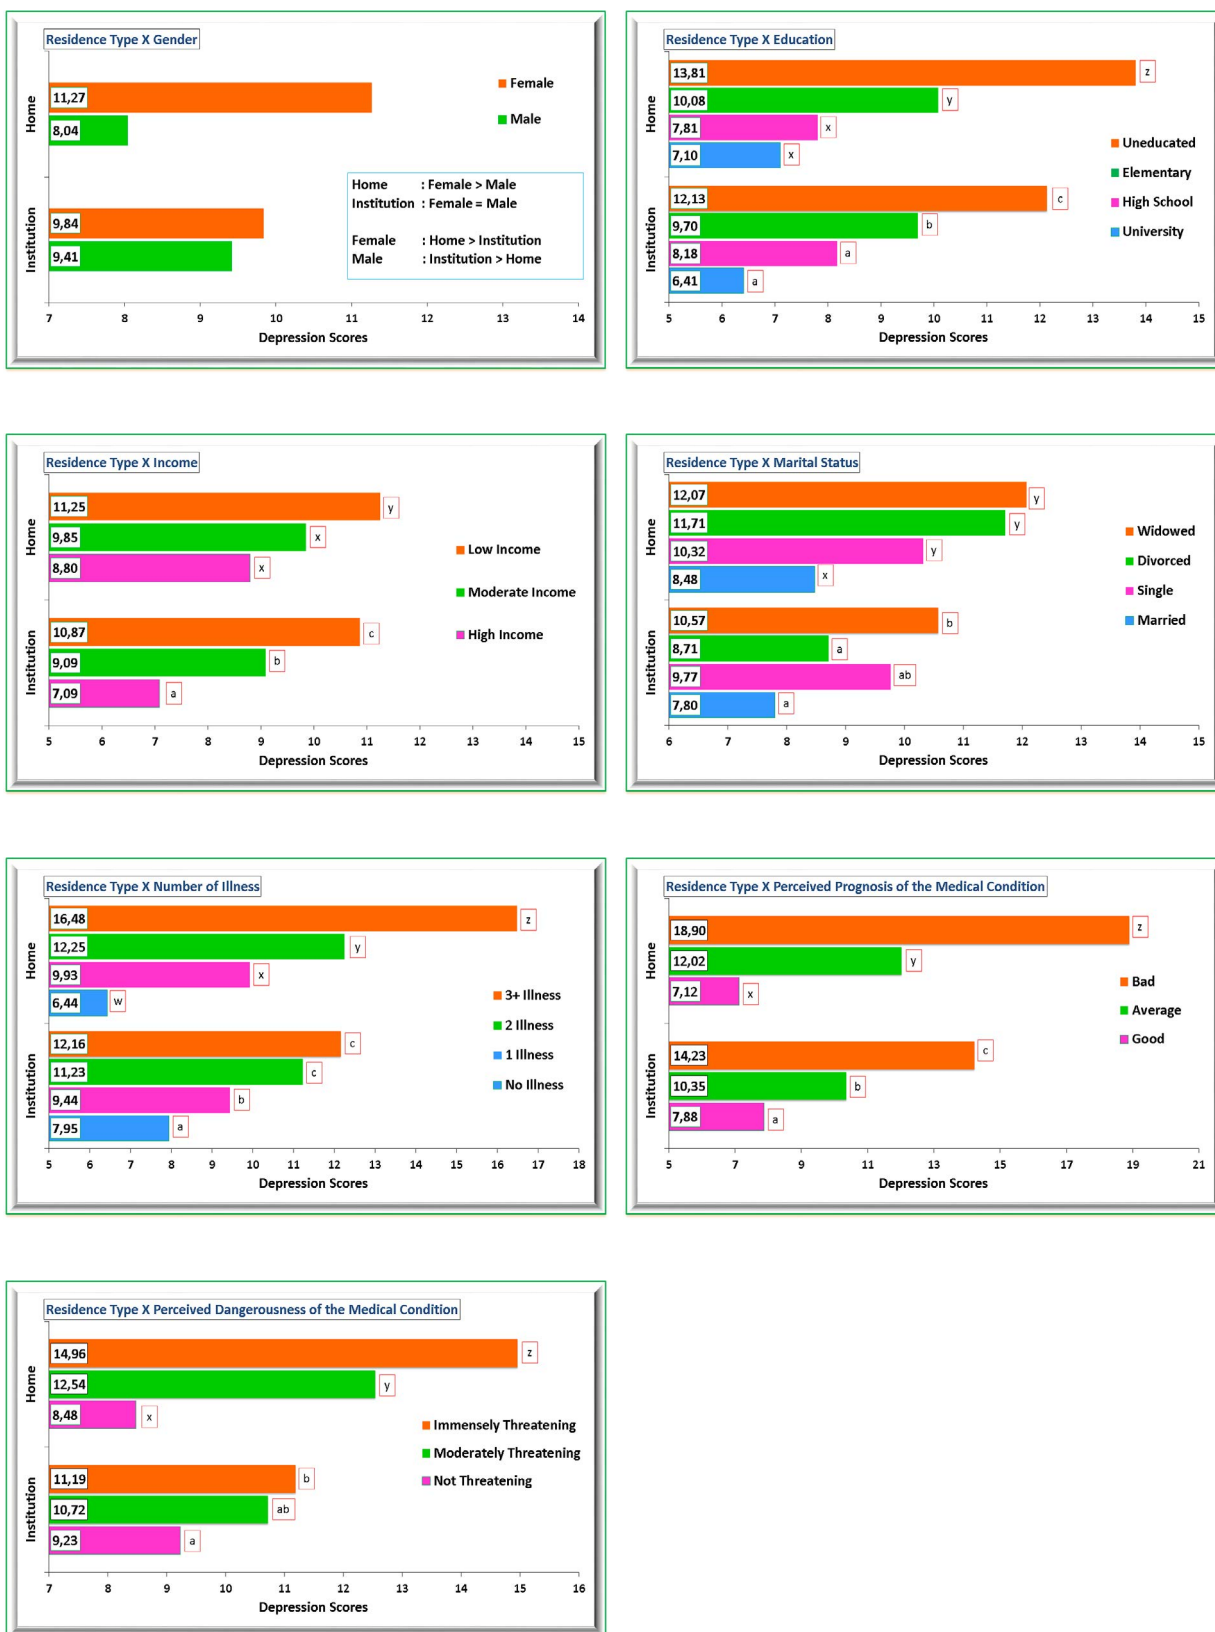 Residence Type X Gender
Home
11,27
8,04
Institution
9,84
9,41
Female
Male
Home : Female > Male
Institution : Female = Male
Female : Home > Institution
Male : Institution > Home
7 8 9 10 11 12 13 14
Depression Scores
Residence Type X Education
13,81 z
10,08 y
7,81 x
7,10 x
12,13 c
9,70 b
8,18 a
6,41 a
Home
Institution
Uneducated
Elementary
High School
University
5 6 7 8 9 10 11 12 13 14 15
Depression Scores
Residence Type X Income
11,25 y
9,85 x
8,80 x
10,87 c
9,09 b
7,09 a
Home
Institution
Low Income
Moderate Income
High Income
5 6 7 8 9 10 11 12 13 14 15
Depression Scores
Residence Type X Marital Status
12,07 y
11,71 y
10,32 y
8,48 x
10,57 b
8,71 a
9,77 ab
7,80 a
Home
Institution
Widowed
Divorced
Single
Married
6 7 8 9 10 11 12 13 14 15
Depression Scores
Residence Type X Number of Illness
16,48 z
12,25 y
9,93 x
6,44 w
12,16 c
11,23 c
9,44 b
7,95 a
Home
Institution
3+ Illness
2 Illness
1 Illness
No Illness
5 6 7 8 9 10 11 12 13 14 15 16 17 18
Depression Scores
Residence Type X Perceived Prognosis of the Medical Condition
18,90 z
12,02 y
7,12 x
14,23 c
10,35 b
7,88 a
Home
Institution
Bad
Average
Good
5 7 9 11 13 15 17 19 21
Depression Scores
Residence Type X Perceived Dangerousness of the Medical Condition
14,96 z
12,54 y
8,48 x
11,19 b
10,72 ab
9,23 a
Home
Institution
Immensely Threatening
Moderately Threatening
Not Threatening
7 8 9 10 11 12 13 14 15 16
Depression Scores